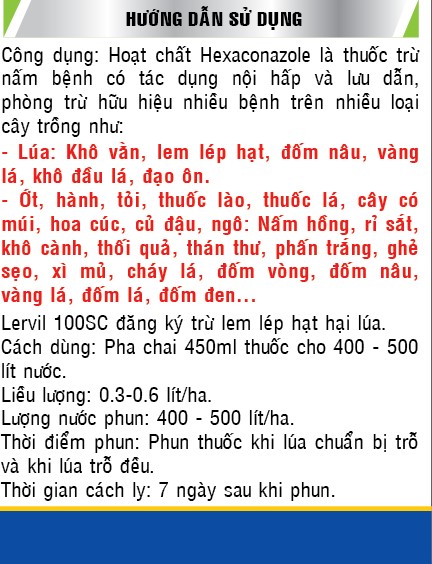 HƯỚNG DẪN SỬ DỤNG
Công dụng: Hoạt chất Hexaconazole là thuốc trừ
nấm bệnh có tác dụng nội hấp và lưu dẫn,
phòng trừ hữu hiệu nhiều bệnh trên nhiều loại
cây trồng như:
- Lúa: Khô vằn, lem lép hạt, đốm nâu, vàng
lá, khô đầu lá, đạo ôn.
- Ớt, hành, tỏi, thuốc lào, thuốc lá, cây có
múi, hoa cúc, củ đậu, ngô: Nấm hồng, rỉ sắt,
khô cành, thối quả, thán thư, phấn trắng, ghẻ
sẹo, xì mủ, cháy lá, đốm vòng, đốm nâu,
vàng lá, đốm lá, đốm đen...
Lervil 100SC đăng ký trừ lem lép hạt hại lúa.
Cách dùng: Pha chai 450ml thuốc cho 400 - 500
lít nước.
Liều lượng: 0.3-0.6 lít/ha.
Lượng nước phun: 400 - 500 lít/ha.
Thời điểm phun: Phun thuốc khi lúa chuẩn bị trỗ
và khi lúa trỗ đều.
Thời gian cách ly: 7 ngày sau khi phun.